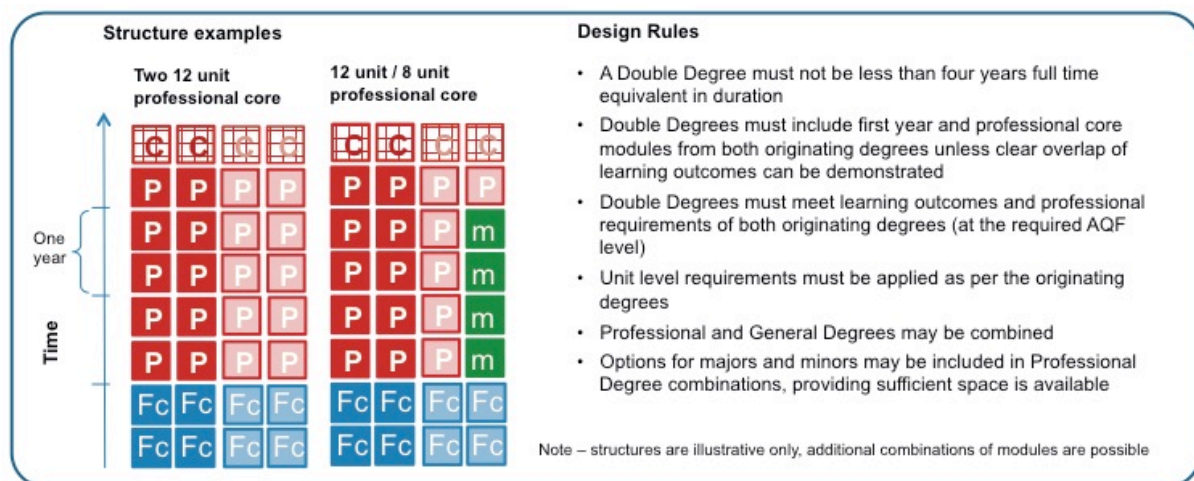 Structure examples
Two 12 unit
professional core
12 unit / 8 unit
professional core
C C C C
C C C C
P P P P
P P P P
P P P P
P P P m
P P P P
P P P m
P P P P
P P P m
P P P P
P P P m
Fc Fc Fc Fc
Fc Fc Fc Fc
Fc Fc Fc Fc
Fc Fc Fc Fc
One
year
Time
Design Rules
• A Double Degree must not be less than four years full time
equivalent in duration
• Double Degrees must include first year and professional core
modules from both originating degrees unless clear overlap of
learning outcomes can be demonstrated
• Double Degrees must meet learning outcomes and professional
requirements of both originating degrees (at the required AQF
level)
• Unit level requirements must be applied as per the originating
degrees
• Professional and General Degrees may be combined
• Options for majors and minors may be included in Professional
Degree combinations, providing sufficient space is available
Note – structures are illustrative only, additional combinations of modules are possible